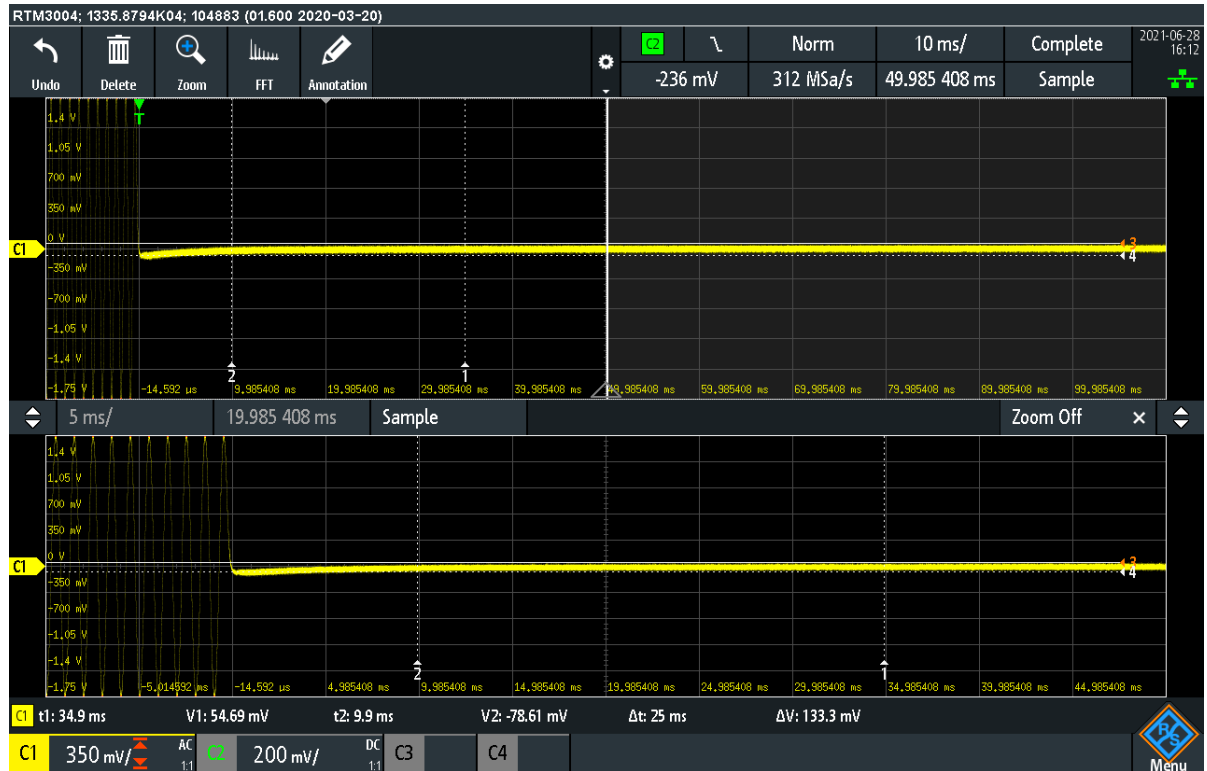 RTM3004; 1335.8794K04; 104883 (01.600 2020-03-20)
Undo Delete Zoom FFT Annotation
C2 Norm 10 ms/ Complete
-236 mV 312 MSa/s 49.985 408 ms Sample
2021-06-28
16:12
T
1.4 V
1.05 V
700 mV
350 mV
0 V
C1
3
4
-350 mV
-700 mV
-1.05 V
-1.4 V
2 1
-1.75 V -14.592 µs 9.985408 ms 19.985408 ms 29.985408 ms 39.985408 ms 49.985408 ms 59.985408 ms 69.985408 ms 79.985408 ms 89.985408 ms 99.985408 ms
5 ms/ 19.985 408 ms Sample Zoom Off ×
1.4 V
1.05 V
700 mV
350 mV
0 V
C1
3
4
-350 mV
-700 mV
-1.05 V
-1.4 V
2 1
-1.75 V -5.014592 ms -14.592 µs 4.985408 ms 9.985408 ms 14.985408 ms 19.985408 ms 24.985408 ms 29.985408 ms 34.985408 ms 39.985408 ms 44.985408 ms
C1 t1: 34.9 ms V1: 54.69 mV t2: 9.9 ms V2: -78.61 mV Δt: 25 ms ΔV: 133.3 mV
C1 350 mV/ AC 1:1 C2 200 mV/ DC 1:1 C3 C4
R&S
Menu